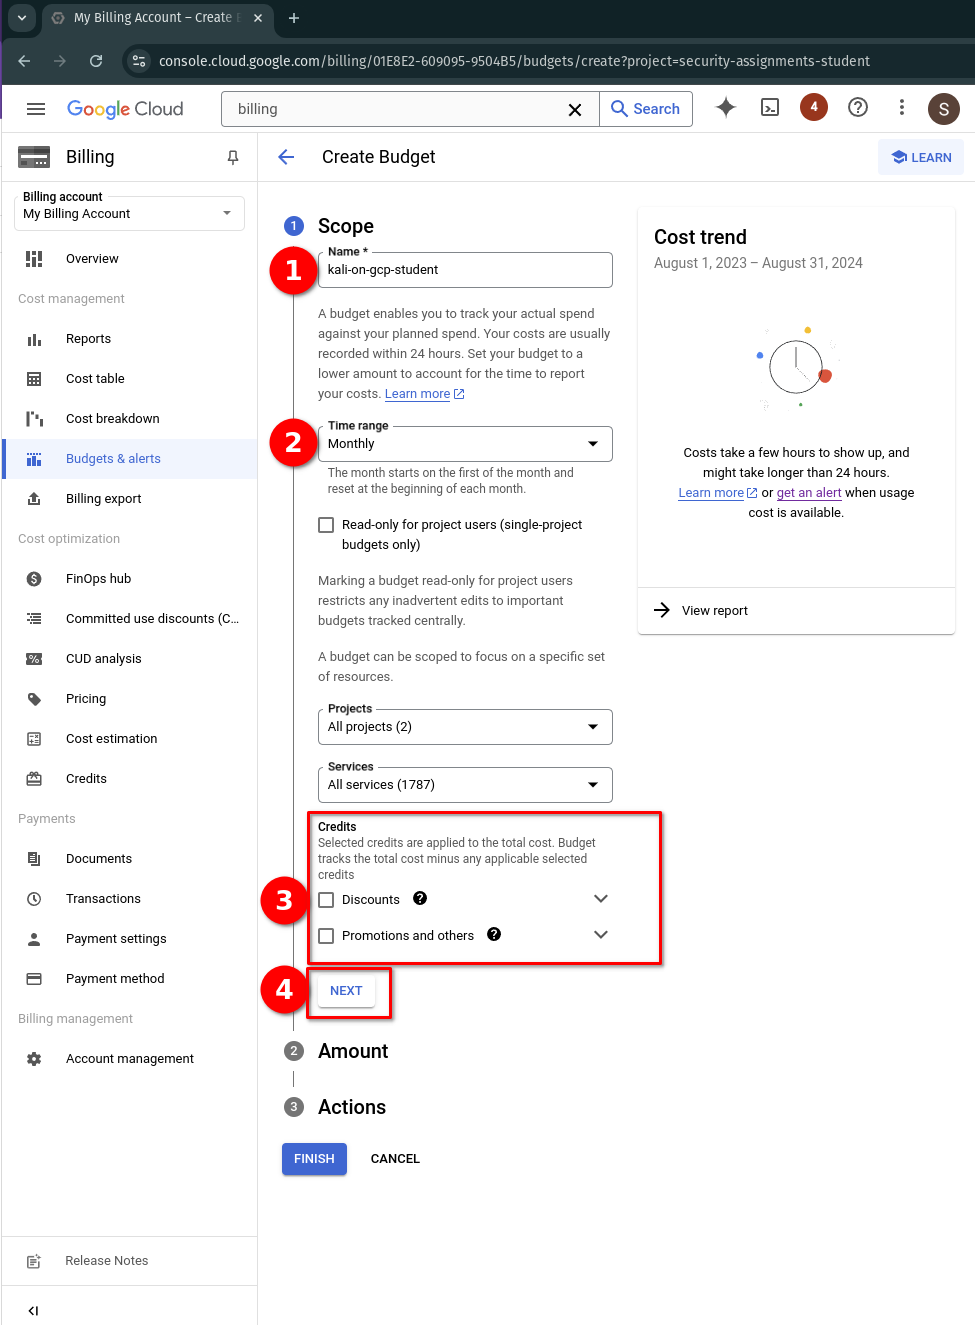 My Billing Account – Create
console.cloud.google.com/billing/01E8E2-609095-9504B5/budgets/create?project=security-assignments-student
Google Cloud
billing
Search
4
S
Billing
Create Budget
LEARN
Billing account
My Billing Account
Overview
Cost management
Reports
Cost table
Cost breakdown
Budgets & alerts
Billing export
Cost optimization
FinOps hub
Committed use discounts (C...
CUD analysis
Pricing
Cost estimation
Credits
Payments
Documents
Transactions
Payment settings
Payment method
Billing management
Account management
Release Notes
1 Scope
1
Name *
kali-on-gcp-student
A budget enables you to track your actual spend
against your planned spend. Your costs are usually
recorded within 24 hours. Set your budget to a
lower amount to account for the time to report
your costs. Learn more
2
Time range
Monthly
The month starts on the first of the month and
reset at the beginning of each month.
Read-only for project users (single-project
budgets only)
Marking a budget read-only for project users
restricts any inadvertent edits to important
budgets tracked centrally.
A budget can be scoped to focus on a specific set
of resources.
Projects
All projects (2)
Services
All services (1787)
Credits
Selected credits are applied to the total cost. Budget
tracks the total cost minus any applicable selected
credits
3
Discounts
Promotions and others
4
NEXT
2 Amount
3 Actions
FINISH
CANCEL
Cost trend
August 1, 2023 – August 31, 2024
Costs take a few hours to show up, and
might take longer than 24 hours.
Learn more or get an alert when usage
cost is available.
View report